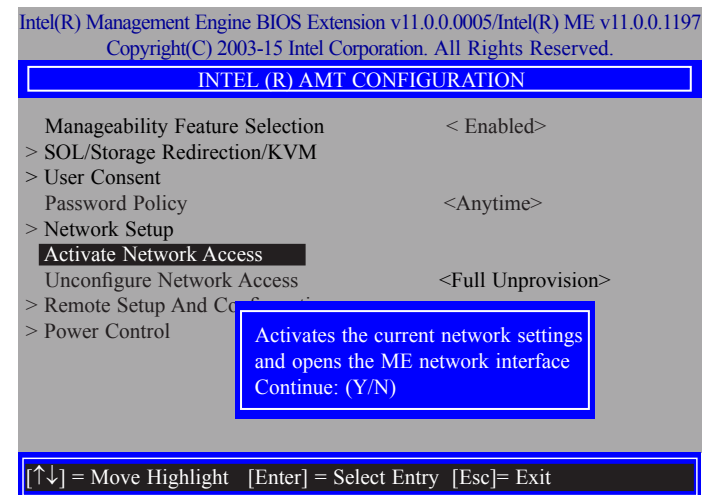 Intel(R) Management Engine BIOS Extension v11.0.0.0005/Intel(R) ME v11.0.0.1197
Copyright(C) 2003-15 Intel Corporation. All Rights Reserved.
INTEL (R) AMT CONFIGURATION
Manageability Feature Selection < Enabled>
> SOL/Storage Redirection/KVM
> User Consent
Password Policy <Anytime>
> Network Setup
Activate Network Access
Unconfigure Network Access <Full Unprovision>
> Remote Setup And
> Power Control
Activates the current network settings
and opens the ME network interface
Continue: (Y/N)
[↑↓] = Move Highlight [Enter] = Select Entry [Esc]= Exit